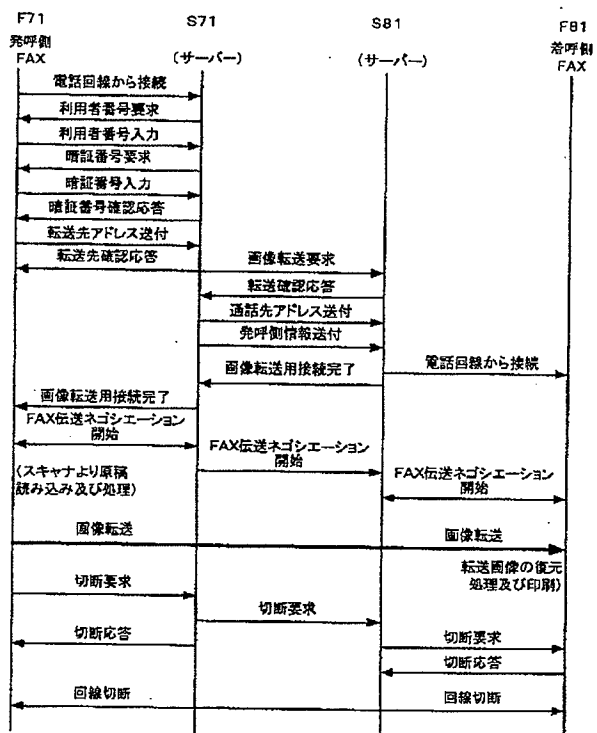 F71
発呼側
FAX
S71
(サーバー)
S81
(サーバー)
F81
着呼側
FAX
電話回線から接続
利用者番号要求
利用者番号入力
暗証番号要求
暗証番号入力
暗証番号確認応答
転送先アドレス送付
転送先確認応答
画像転送要求
転送確認応答
通話先アドレス送付
発呼側情報送付
画像転送用接続完了
電話回線から接続
画像転送用接続完了
FAX伝送ネゴシエーション
開始
FAX伝送ネゴシエーション
開始
FAX伝送ネゴシエーション
開始
(スキャナより原稿
読み込み及び処理)
画像転送
画像転送
転送画像の復元
処理及び印刷)
切断要求
切断要求
切断応答
切断要求
切断応答
回線切断
回線切断